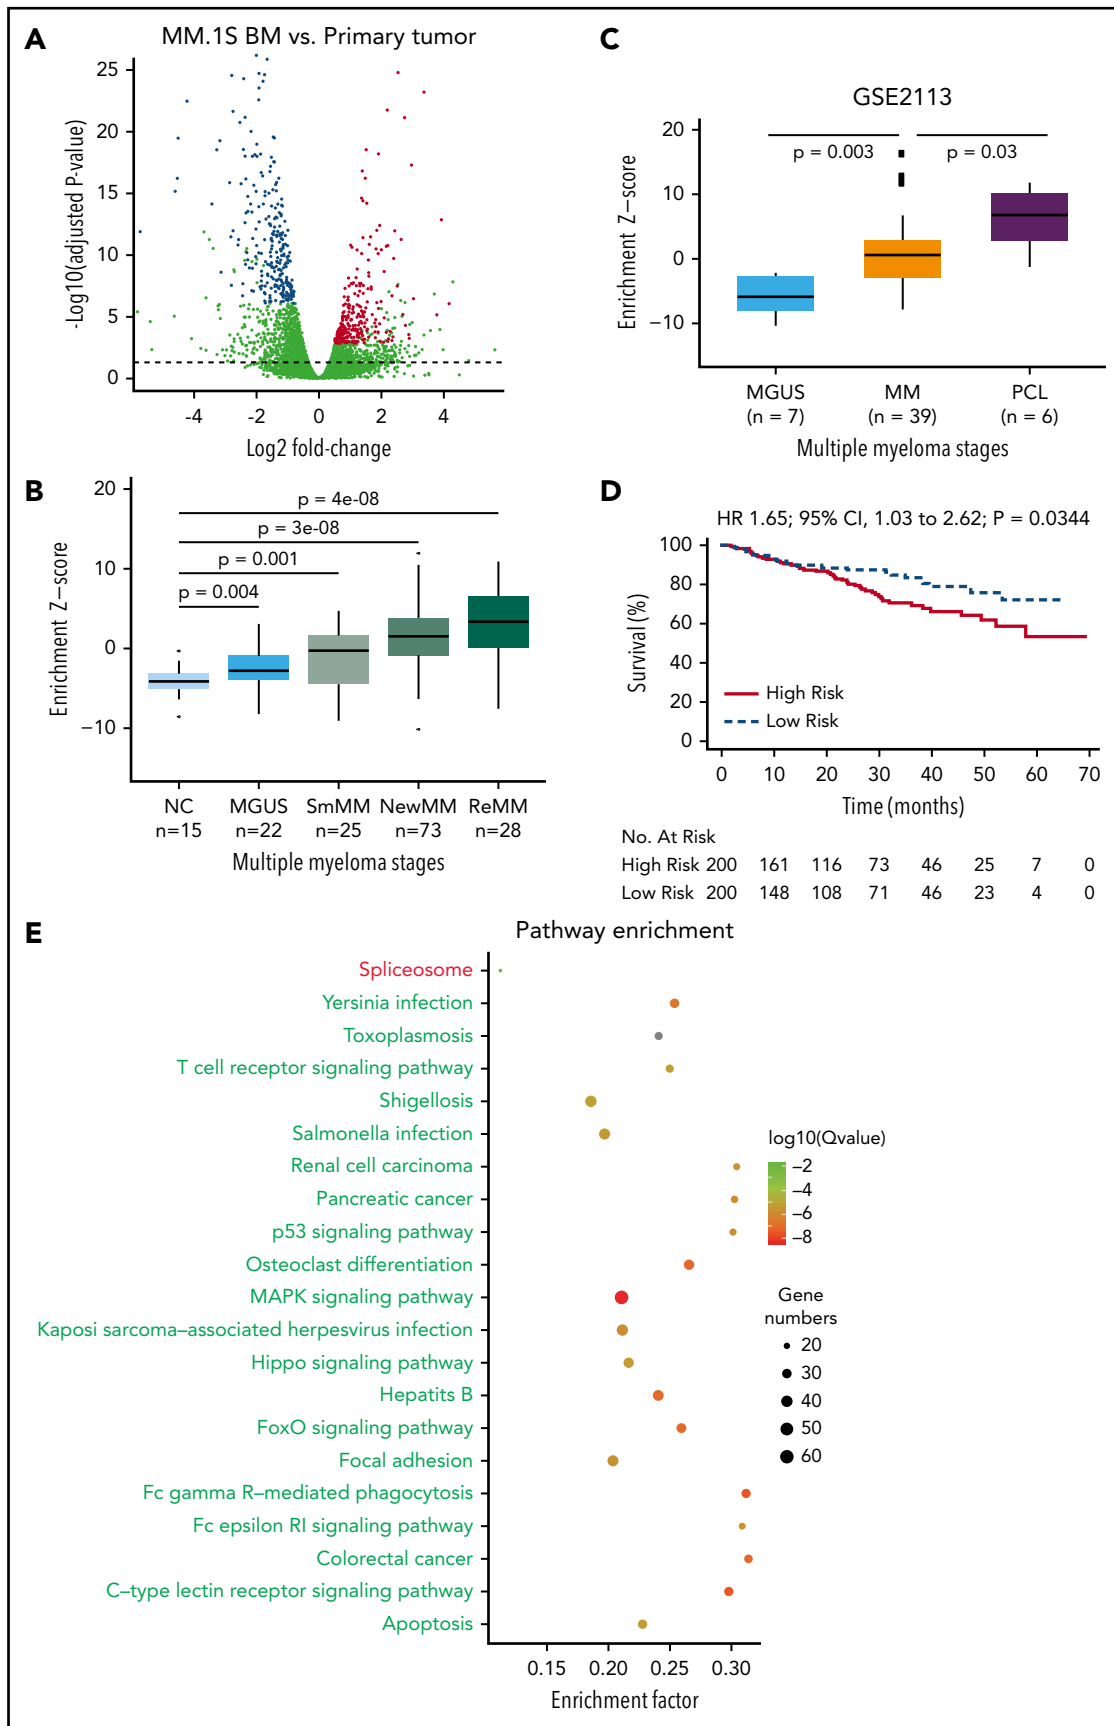 A
MM.1S BM vs. Primary tumor
-Log10(adjusted P-value)
25
20
15
10
5
0
-4
-2
0
2
4
Log2 fold-change
C
GSE2113
Enrichment Z−score
20
10
0
−10
p = 0.003
p = 0.03
MGUS
(n = 7)
MM
(n = 39)
PCL
(n = 6)
Multiple myeloma stages
B
Enrichment Z−score
20
10
0
−10
p = 4e-08
p = 3e-08
p = 0.001
p = 0.004
NC
n=15
MGUS
n=22
SmMM
n=25
NewMM
n=73
ReMM
n=28
Multiple myeloma stages
D
HR 1.65; 95% CI, 1.03 to 2.62; P = 0.0344
Survival (%)
100
80
60
40
20
0
High Risk
Low Risk
0 10 20 30 40 50 60 70
Time (months)
No. At Risk
High Risk 200 161 116 73 46 25 7 0
Low Risk 200 148 108 71 46 23 4 0
E
Pathway enrichment
Spliceosome
Yersinia infection
Toxoplasmosis
T cell receptor signaling pathway
Shigellosis
Salmonella infection
Renal cell carcinoma
Pancreatic cancer
p53 signaling pathway
Osteoclast differentiation
MAPK signaling pathway
Kaposi sarcoma–associated herpesvirus infection
Hippo signaling pathway
Hepatits B
FoxO signaling pathway
Focal adhesion
Fc gamma R–mediated phagocytosis
Fc epsilon RI signaling pathway
Colorectal cancer
C–type lectin receptor signaling pathway
Apoptosis
0.15 0.20 0.25 0.30
Enrichment factor
log10(Qvalue)
−2
−4
−6
−8
Gene
numbers
20
30
40
50
60